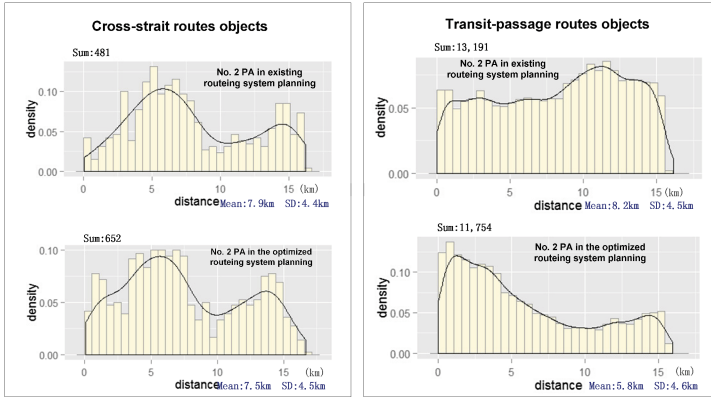 Cross-strait routes objects
Sum:481
No. 2 PA in existing
routeing system planning
density
0.10
0.05
0.00
0
5
10
15
(km)
distance
Mean:7.9km SD:4.4km
Sum:652
No. 2 PA in the optimized
routeing system planning
density
0.10
0.05
0.00
0
5
10
15
(km)
distance
Mean:7.5km SD:4.5km
Transit-passage routes objects
Sum:13,191
No. 2 PA in existing
routeing system planning
density
0.05
0.00
0
5
10
15
(km)
distance
Mean:8.2km SD:4.5km
Sum:11,754
No. 2 PA in the optimized
routeing system planning
density
0.10
0.05
0.00
0
5
10
15
(km)
distance
Mean:5.8km SD:4.6km